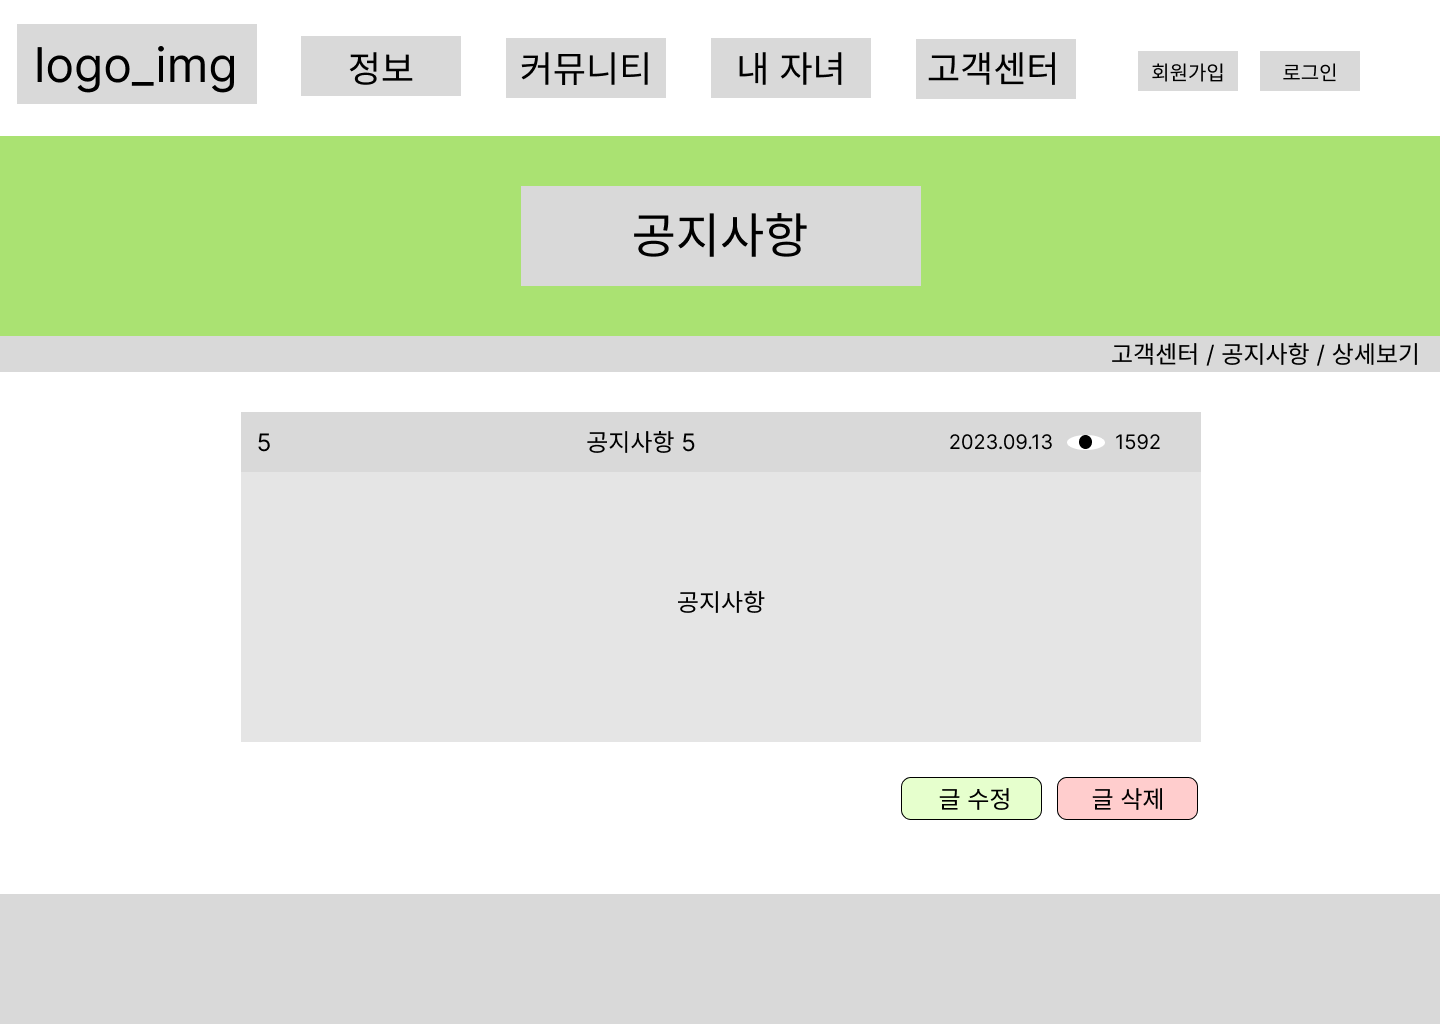 logo_img 정보 커뮤니티 내 자녀 고객센터 회원가입 로그인
공지사항
고객센터 / 공지사항 / 상세보기
5 공지사항 5 2023.09.13 1592
공지사항
글 수정 글 삭제